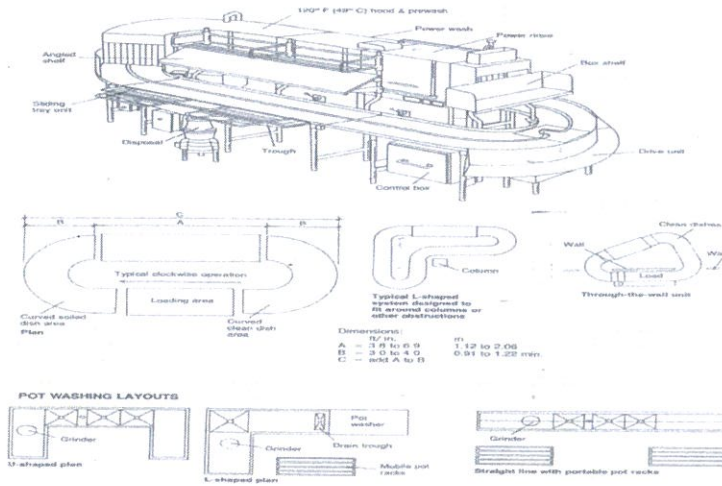 120° F (49° C) hood & prewash
Power wash
Power rinse
Angled
shelf
Box shelf
Sliding
tray unit
Disposal
Trough
Drive unit
Control box
C
B
A
B
Typical clockwise operation
Loading area
Curved soiled
dish area
Curved
clean dish
area
Plan
Column
Typical L-shaped
system designed to
fit around columns or
other obstructions
Clean dishes
Wall
Load
Through-the-wall unit
Dimensions:
ft/ in.
m
A = 3.8 to 6.9
1.12 to 2.06
B = 3.0 to 4.0
0.91 to 1.22 min.
C = add A to B
POT WASHING LAYOUTS
Grinder
U-shaped plan
Pot
washer
Grinder
Drain trough
Mobile pot
racks
L-shaped plan
Grinder
Straight line with portable pot racks